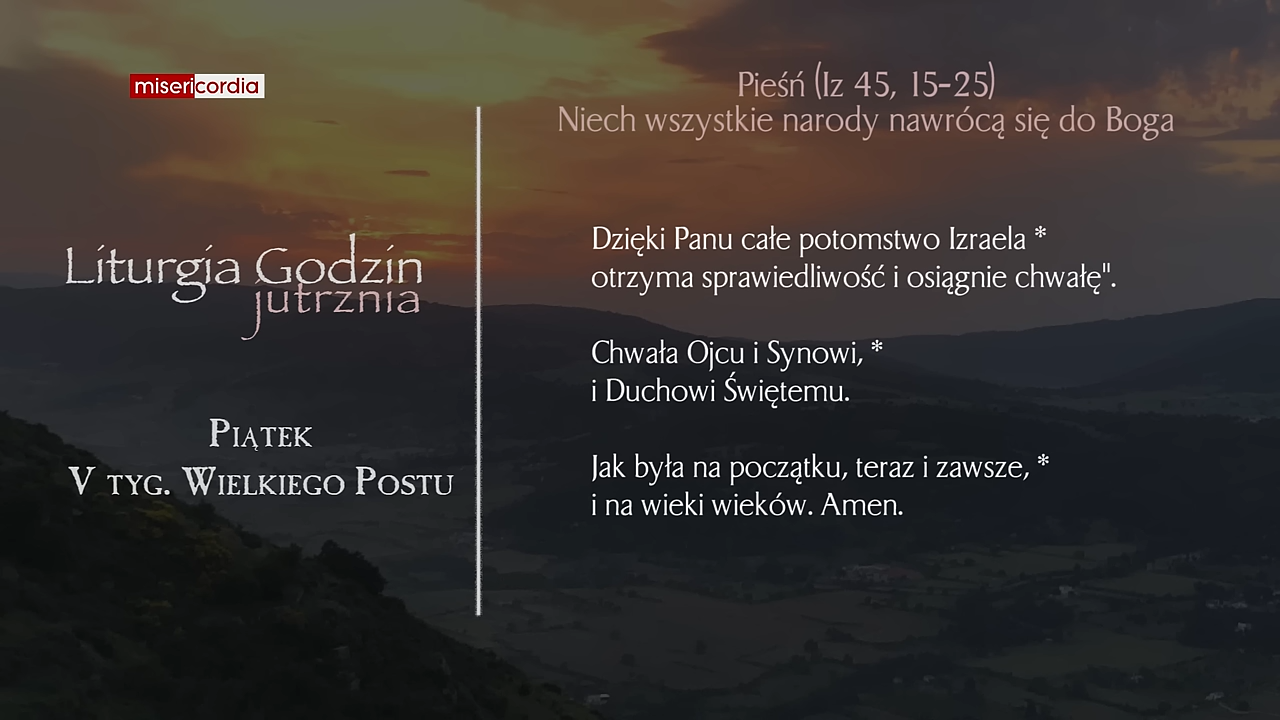 misericordia
Liturgia Godzin
jutrznia
Piątek
V tyg. Wielkiego Postu
Pieśń (Iz 45, 15-25)
Niech wszystkie narody nawrócą się do Boga
Dzięki Panu całe potomstwo Izraela *
otrzyma sprawiedliwość i osiągnie chwałę".
Chwała Ojcu i Synowi, *
i Duchowi Świętemu.
Jak była na początku, teraz i zawsze, *
i na wieki wieków. Amen.